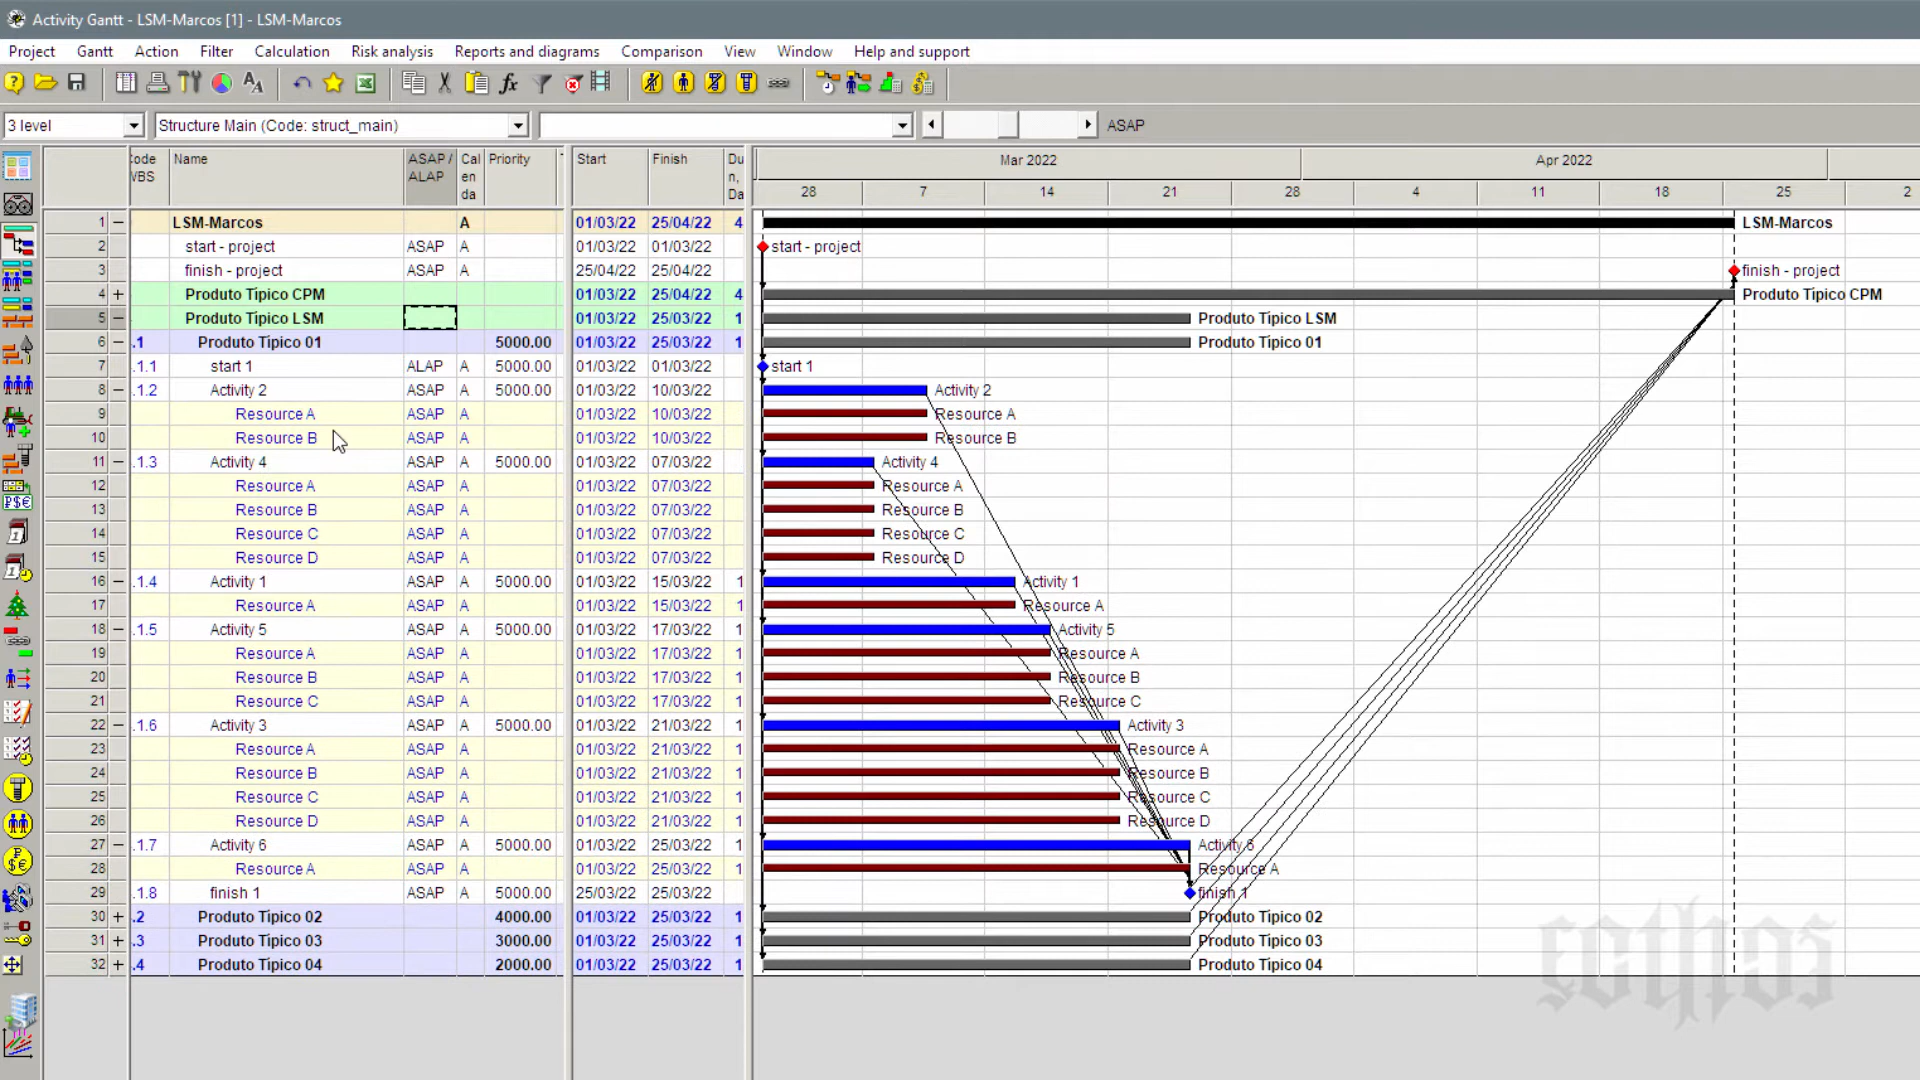 Activity Gantt - LSM-Marcos [1] - LSM-Marcos
Project Gantt Action Filter Calculation Risk analysis Reports and diagrams Comparison View Window Help and support
3 level Structure Main (Code: struct_main) ASAP
Code WBS Name ASAP / ALAP Cal en da Priority Start Finish Du n, Da
Mar 2022 Apr 2022
28 7 14 21 28 4 11 18 25 2
1 LSM-Marcos A 01/03/22 25/04/22 4 LSM-Marcos
2 start - project ASAP A 01/03/22 01/03/22 start - project
3 finish - project ASAP A 25/04/22 25/04/22 finish - project
4 + Produto Típico CPM 01/03/22 25/04/22 4 Produto Típico CPM
5 − Produto Típico LSM 01/03/22 25/03/22 1 Produto Típico LSM
6 − .1 Produto Típico 01 5000.00 01/03/22 25/03/22 1 Produto Típico 01
7 .1.1 start 1 ALAP A 5000.00 01/03/22 01/03/22 start 1
8 − .1.2 Activity 2 ASAP A 5000.00 01/03/22 10/03/22 Activity 2
9 Resource A ASAP A 01/03/22 10/03/22 Resource A
10 Resource B ASAP A 01/03/22 10/03/22 Resource B
11 − .1.3 Activity 4 ASAP A 5000.00 01/03/22 07/03/22 Activity 4
12 Resource A ASAP A 01/03/22 07/03/22 Resource A
13 Resource B ASAP A 01/03/22 07/03/22 Resource B
14 Resource C ASAP A 01/03/22 07/03/22 Resource C
15 Resource D ASAP A 01/03/22 07/03/22 Resource D
16 − .1.4 Activity 1 ASAP A 5000.00 01/03/22 15/03/22 1 Activity 1
17 Resource A ASAP A 01/03/22 15/03/22 1 Resource A
18 − .1.5 Activity 5 ASAP A 5000.00 01/03/22 17/03/22 1 Activity 5
19 Resource A ASAP A 01/03/22 17/03/22 1 Resource A
20 Resource B ASAP A 01/03/22 17/03/22 1 Resource B
21 Resource C ASAP A 01/03/22 17/03/22 1 Resource C
22 − .1.6 Activity 3 ASAP A 5000.00 01/03/22 21/03/22 1 Activity 3
23 Resource A ASAP A 01/03/22 21/03/22 1 Resource A
24 Resource B ASAP A 01/03/22 21/03/22 1 Resource B
25 Resource C ASAP A 01/03/22 21/03/22 1 Resource C
26 Resource D ASAP A 01/03/22 21/03/22 1 Resource D
27 − .1.7 Activity 6 ASAP A 5000.00 01/03/22 25/03/22 1 Activity 6
28 Resource A ASAP A 01/03/22 25/03/22 1 Resource A
29 .1.8 finish 1 ASAP A 5000.00 25/03/22 25/03/22 finish 1
30 + .2 Produto Típico 02 4000.00 01/03/22 25/03/22 1 Produto Típico 02
31 + .3 Produto Típico 03 3000.00 01/03/22 25/03/22 1 Produto Típico 03
32 + .4 Produto Típico 04 2000.00 01/03/22 25/03/22 1 Produto Típico 04